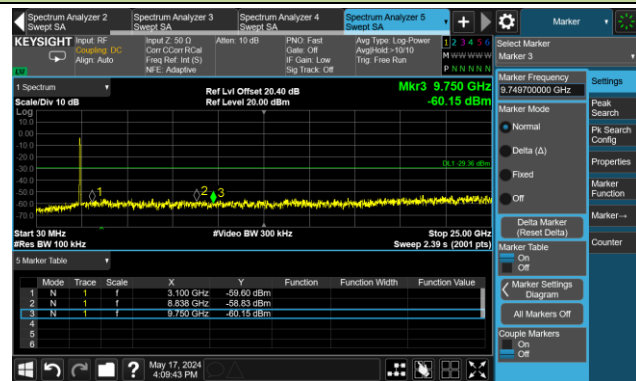 Spectrum Analyzer 2
Swept SA
Spectrum Analyzer 3
Swept SA
Spectrum Analyzer 4
Swept SA
Spectrum Analyzer 5
Swept SA
Marker
KEYSIGHT
Input: RF
Coupling: DC
Align: Auto
Input Z: 50 Ω
Corr CCorr RCal
Freq Ref: Int (S)
NFE: Adaptive
Atten: 10 dB
PNO: Fast
Gate: Off
IF Gain: Low
Sig Track: Off
Avg Type: Log-Power
Avg|Hold:>10/10
Trig: Free Run
1 2 3 4 5 6
M W W W W W
P N N N N N
LW
Select Marker
Marker 3
1 Spectrum
Scale/Div 10 dB
Log
Ref Lvl Offset 20.40 dB
Ref Level 20.00 dBm
Mkr3 9.750 GHz
-60.15 dBm
10.0
0.00
-10.0
-20.0
-30.0
-40.0
-50.0
-60.0
-70.0
DL1 -29.36 dBm
1
2
3
Start 30 MHz
#Res BW 100 kHz
#Video BW 300 kHz
Stop 25.00 GHz
Sweep 2.39 s (2001 pts)
5 Marker Table
Mode Trace Scale X Y Function Function Width Function Value
1 N 1 f 3.100 GHz -59.60 dBm
2 N 1 f 8.838 GHz -58.83 dBm
3 N 1 f 9.750 GHz -60.15 dBm
4
5
6
Marker Frequency
9.749700000 GHz
Marker Mode
Normal
Delta (Δ)
Fixed
Off
Delta Marker
(Reset Delta)
Marker Table
On
Off
Marker Settings
Diagram
All Markers Off
Couple Markers
On
Off
Settings
Peak
Search
Pk Search
Config
Properties
Marker
Function
Marker→
Counter
?
May 17, 2024
4:09:43 PM